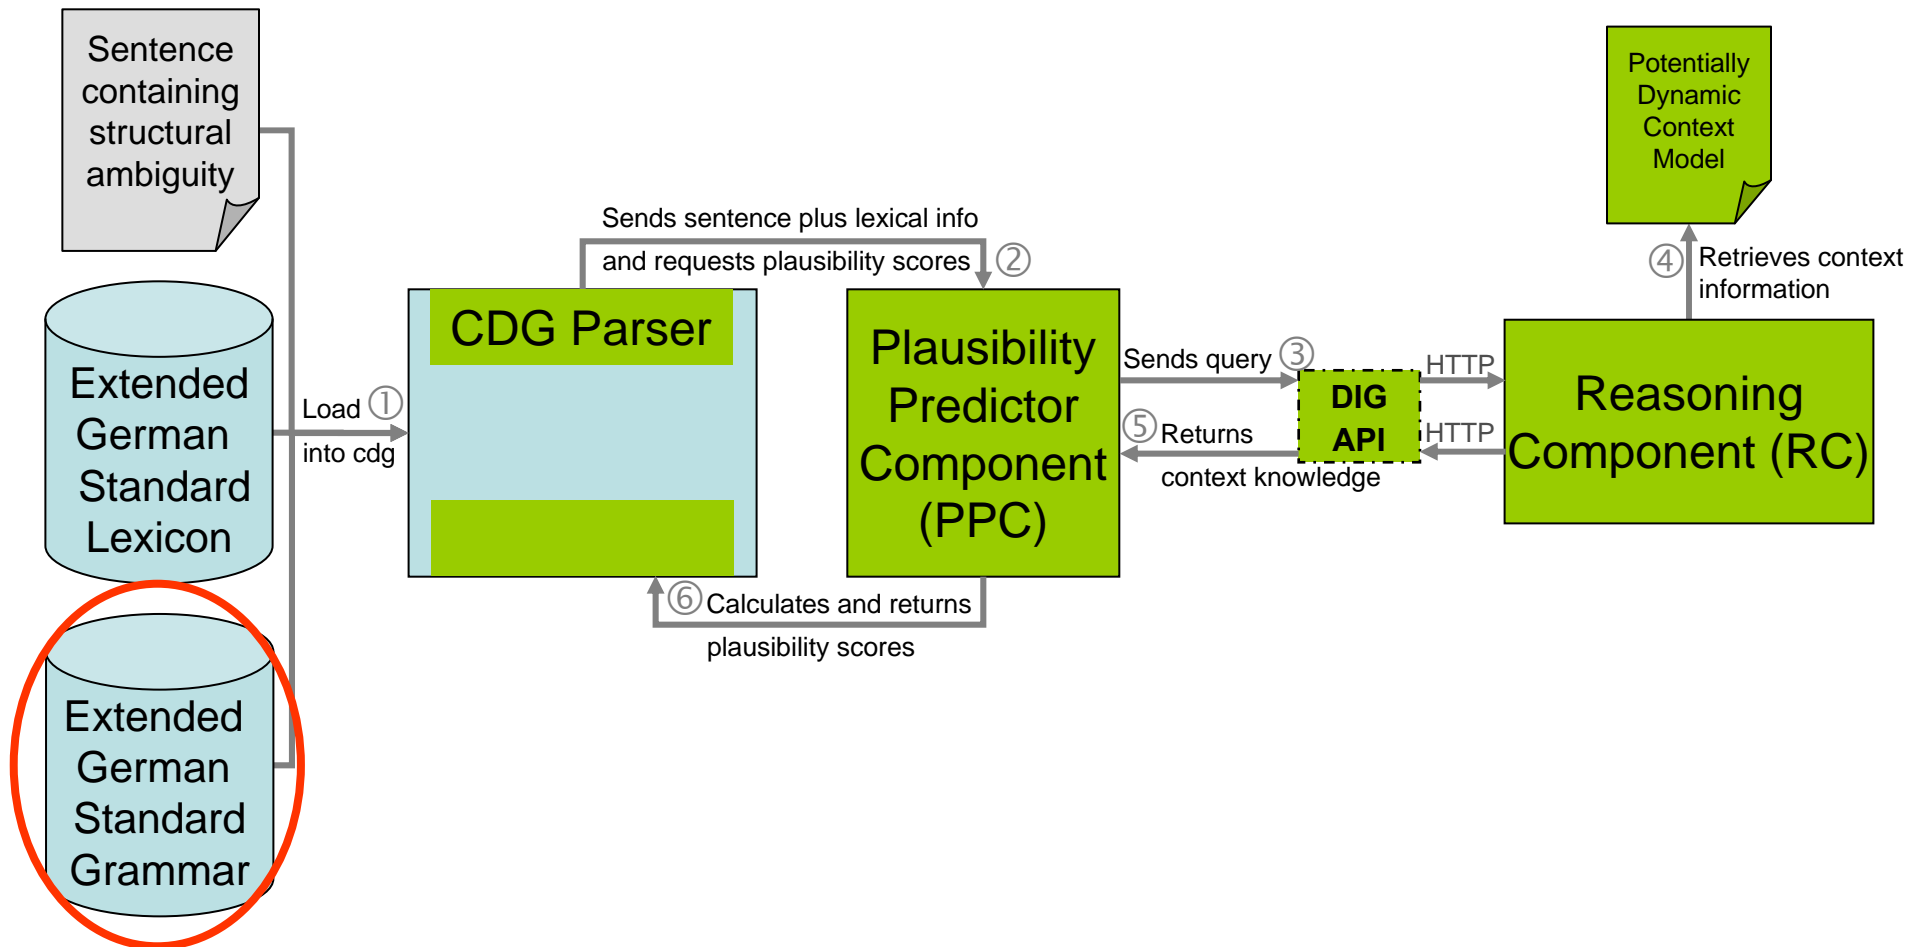 Sentence
containing
structural
ambiguity
Extended
German
Standard
Lexicon
Extended
German
Standard
Grammar
Load ①
into cdg
Sends sentence plus lexical info
and requests plausibility scores ②
CDG Parser
Plausibility
Predictor
Component
(PPC)
Sends query ③
DIG
API
HTTP
HTTP
⑤ Returns
context knowledge
⑥ Calculates and returns
plausibility scores
Reasoning
Component (RC)
④ Retrieves context
information
Potentially
Dynamic
Context
Model